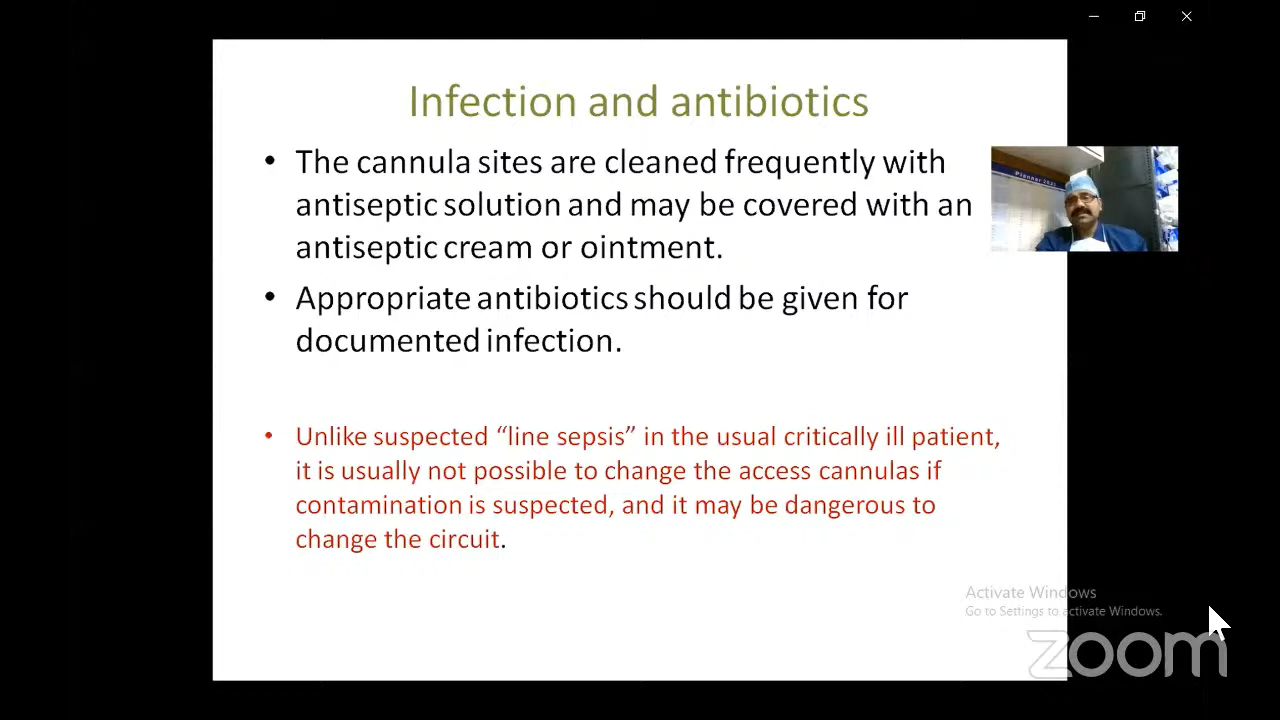 Infection and antibiotics
• The cannula sites are cleaned frequently with
antiseptic solution and may be covered with an
antiseptic cream or ointment.
• Appropriate antibiotics should be given for
documented infection.
• Unlike suspected “line sepsis” in the usual critically ill patient,
it is usually not possible to change the access cannulas if
contamination is suspected, and it may be dangerous to
change the circuit.
Planner 2021
Activate Windows
Go to Settings to activate Windows.
zoom